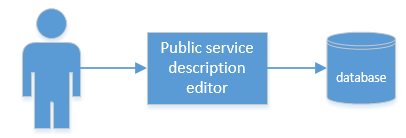 Public service
description
editor
database